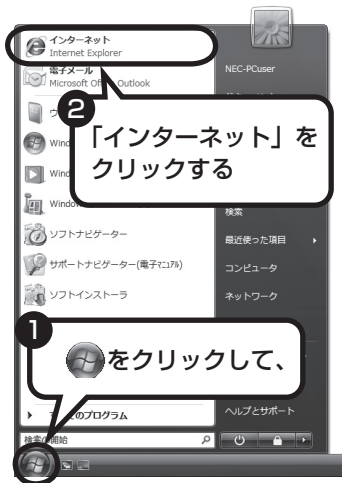 インターネット
Internet Explorer
電子メール
Microsoft Outlook
NEC-PCuser
❷
「インターネット」を
クリックする
検索
ソフトナビゲーター
最近使った項目
サポートナビゲーター(電子マニュアル)
コンピュータ
ソフトインストーラ
ネットワーク
❶
をクリックして、
のプログラム
ヘルプとサポート
検索の開始